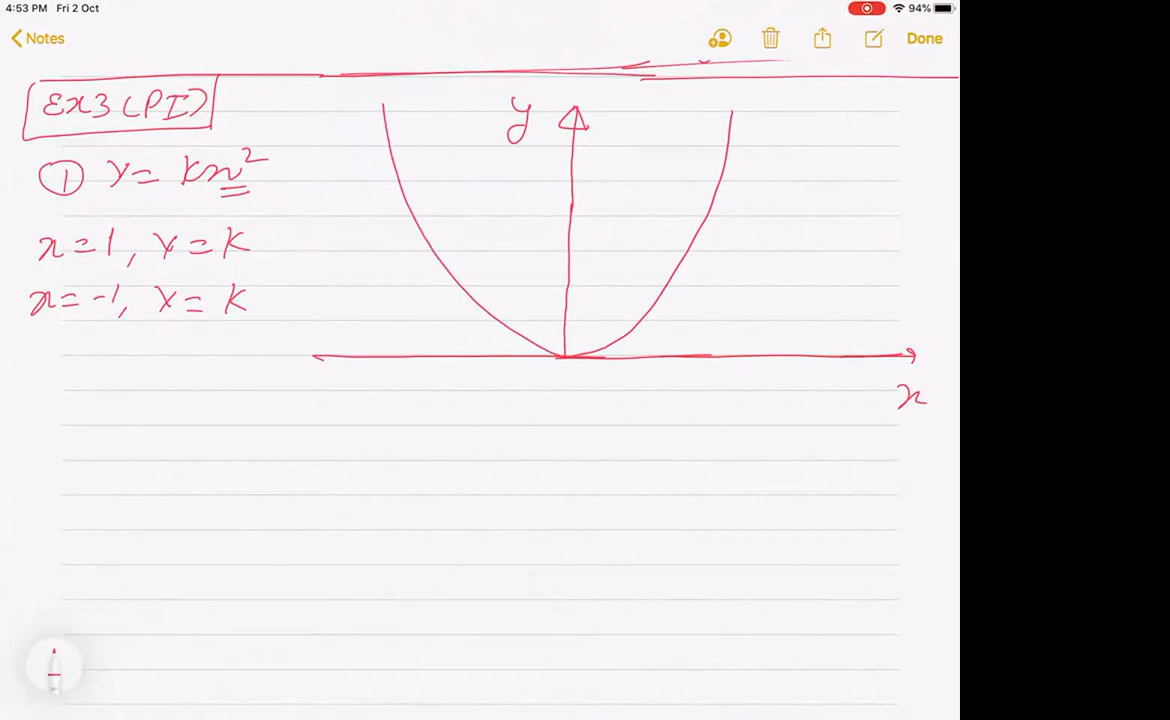 4:53 PM Fri 2 Oct 94%
Notes Done
Ex3 (PI)
① y = kx²
x = 1, y = k
x = -1, y = k
y
x